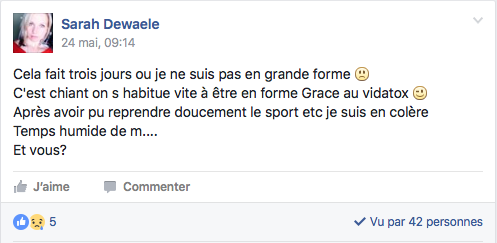 Sarah Dewaele
24 mai, 09:14
Cela fait trois jours ou je ne suis pas en grande forme 🙁
C'est chiant on s habitue vite à être en forme Grace au vidatox 😉
Après avoir pu reprendre doucement le sport etc je suis en colère
Temps humide de m....
Et vous?
J'aime Commenter
5 Vu par 42 personnes